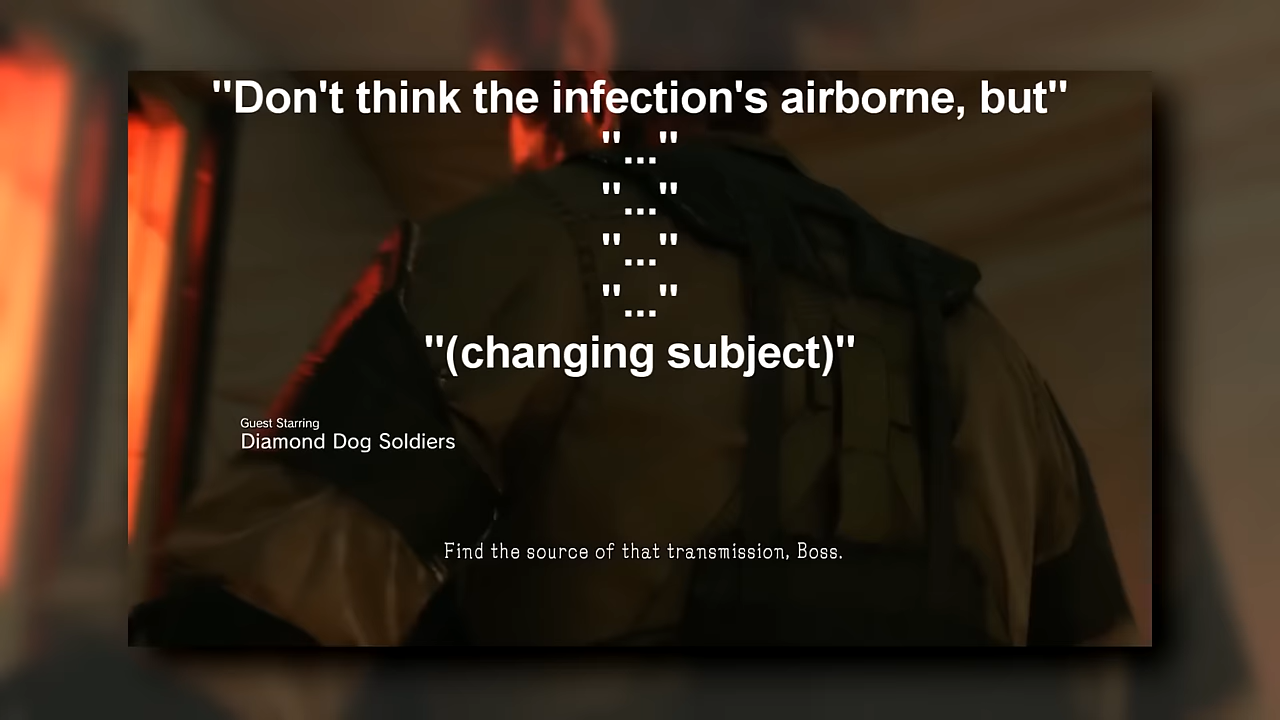 "Don't think the infection's airborne, but"
"..."
"..."
"..."
"..."
"(changing subject)"
Guest Starring
Diamond Dog Soldiers
Find the source of that transmission, Boss.